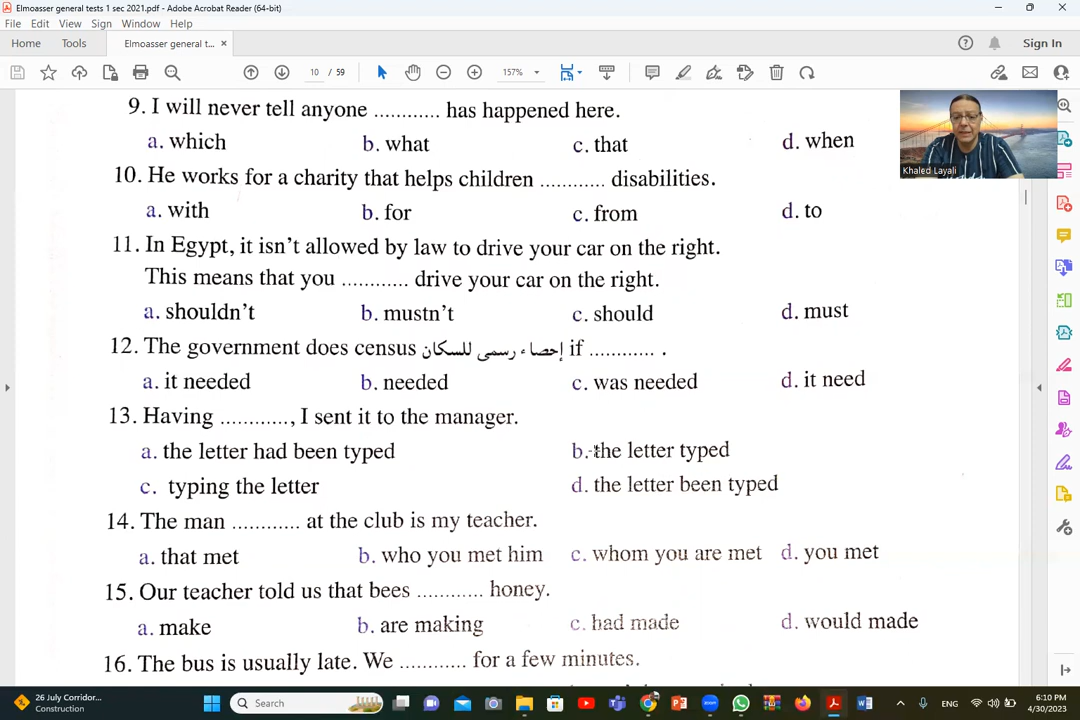 Elmoasser general tests 1 sec 2021.pdf - Adobe Acrobat Reader (64-bit)
File Edit View Sign Window Help
Home Tools Elmoasser general t... × Sign In
10 / 59 157%
Khaled Layali
9. I will never tell anyone ............ has happened here.
a. which b. what c. that d. when
10. He works for a charity that helps children ............ disabilities.
a. with b. for c. from d. to
11. In Egypt, it isn't allowed by law to drive your car on the right.
This means that you ............ drive your car on the right.
a. shouldn't b. mustn't c. should d. must
12. The government does census إحصاء رسمى للسكان if ............ .
a. it needed b. needed c. was needed d. it need
13. Having ............, I sent it to the manager.
a. the letter had been typed b. the letter typed
c. typing the letter d. the letter been typed
14. The man ............ at the club is my teacher.
a. that met b. who you met him c. whom you are met d. you met
15. Our teacher told us that bees ............ honey.
a. make b. are making c. had made d. would made
16. The bus is usually late. We ............ for a few minutes.
26 July Corridor...
Construction
Search
ENG
6:10 PM
4/30/2023